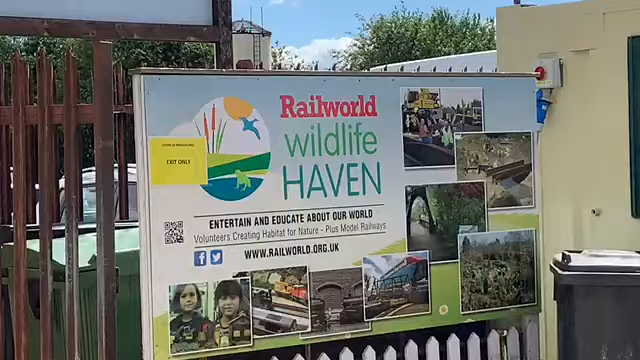 Railworld
wildlife
HAVEN
EXIT ONLY
ENTERTAIN AND EDUCATE ABOUT OUR WORLD
Volunteers Creating Habitat for Nature - Plus Model Railways
WWW.RAILWORLD.ORG.UK